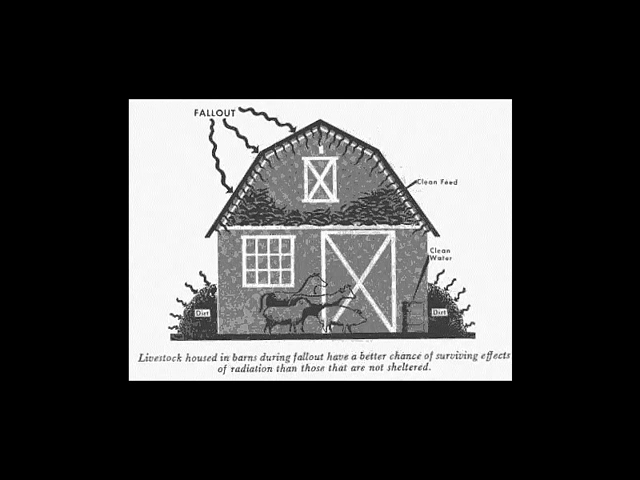 FALLOUT
Clean Feed
Clean
Water
Dirt
Dirt
Livestock housed in barns during fallout have a better chance of surviving effects
of radiation than those that are not sheltered.